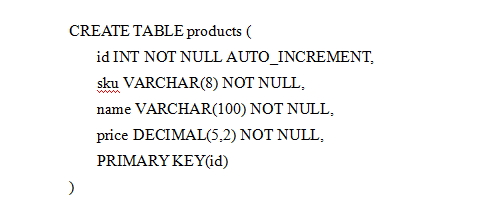 CREATE TABLE products (
id INT NOT NULL AUTO_INCREMENT,
sku VARCHAR(8) NOT NULL,
name VARCHAR(100) NOT NULL,
price DECIMAL(5,2) NOT NULL,
PRIMARY KEY(id)
)